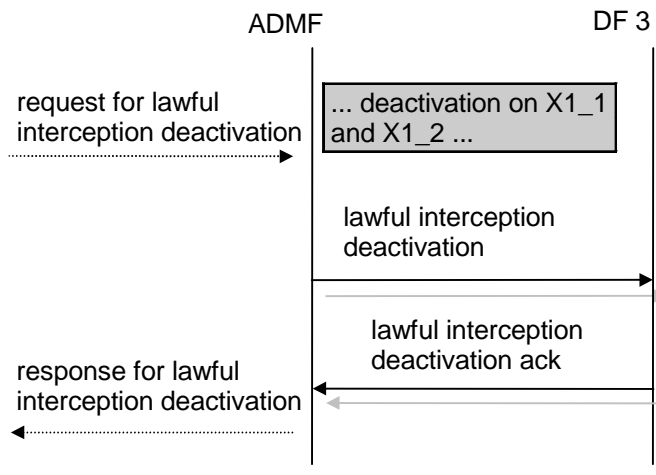 ADMF
DF 3
request for lawful
interception deactivation
... deactivation on X1_1
and X1_2 ...
lawful interception
deactivation
lawful interception
deactivation ack
response for lawful
interception deactivation